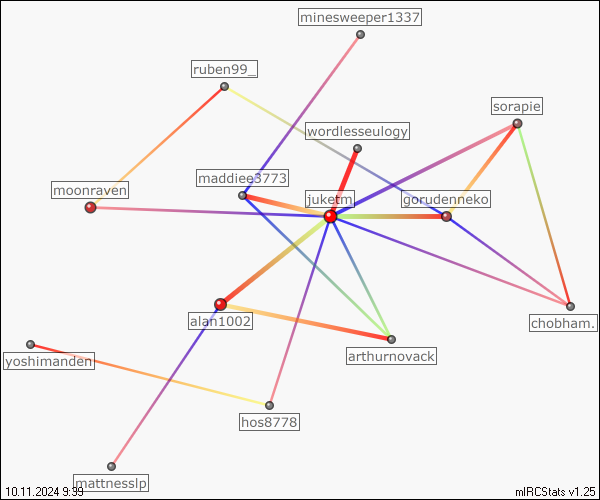 minesweeper1337
ruben99_
sorapie
wordlesseulogy
maddiee3773
moonraven
juketm
gorudenneko
alan1002
chobham.
arthurnovack
yoshimanden
hos8778
mattnesslp
10.11.2024 9:39
mIRCStats v1.25